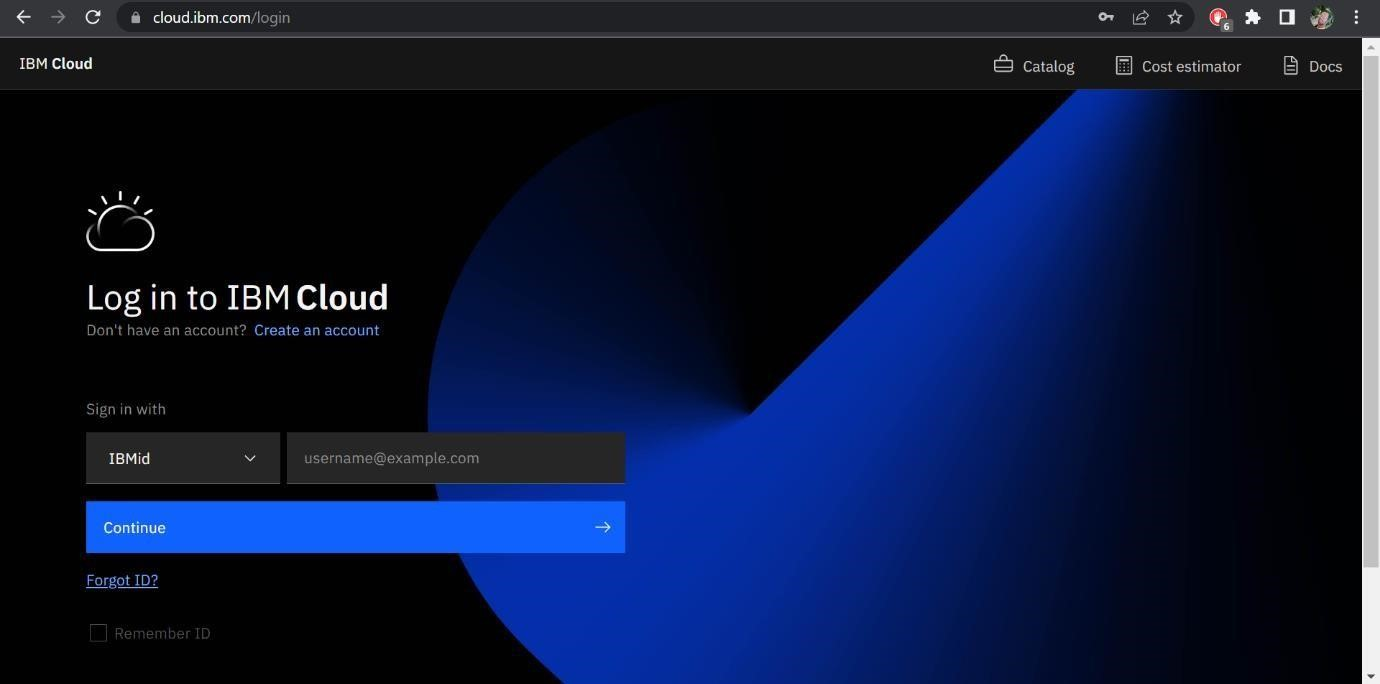 cloud.ibm.com/login
6
IBM Cloud
Catalog
Cost estimator
Docs
Log in to IBM Cloud
Don't have an account? Create an account
Sign in with
IBMid
username@example.com
Continue
Forgot ID?
Remember ID